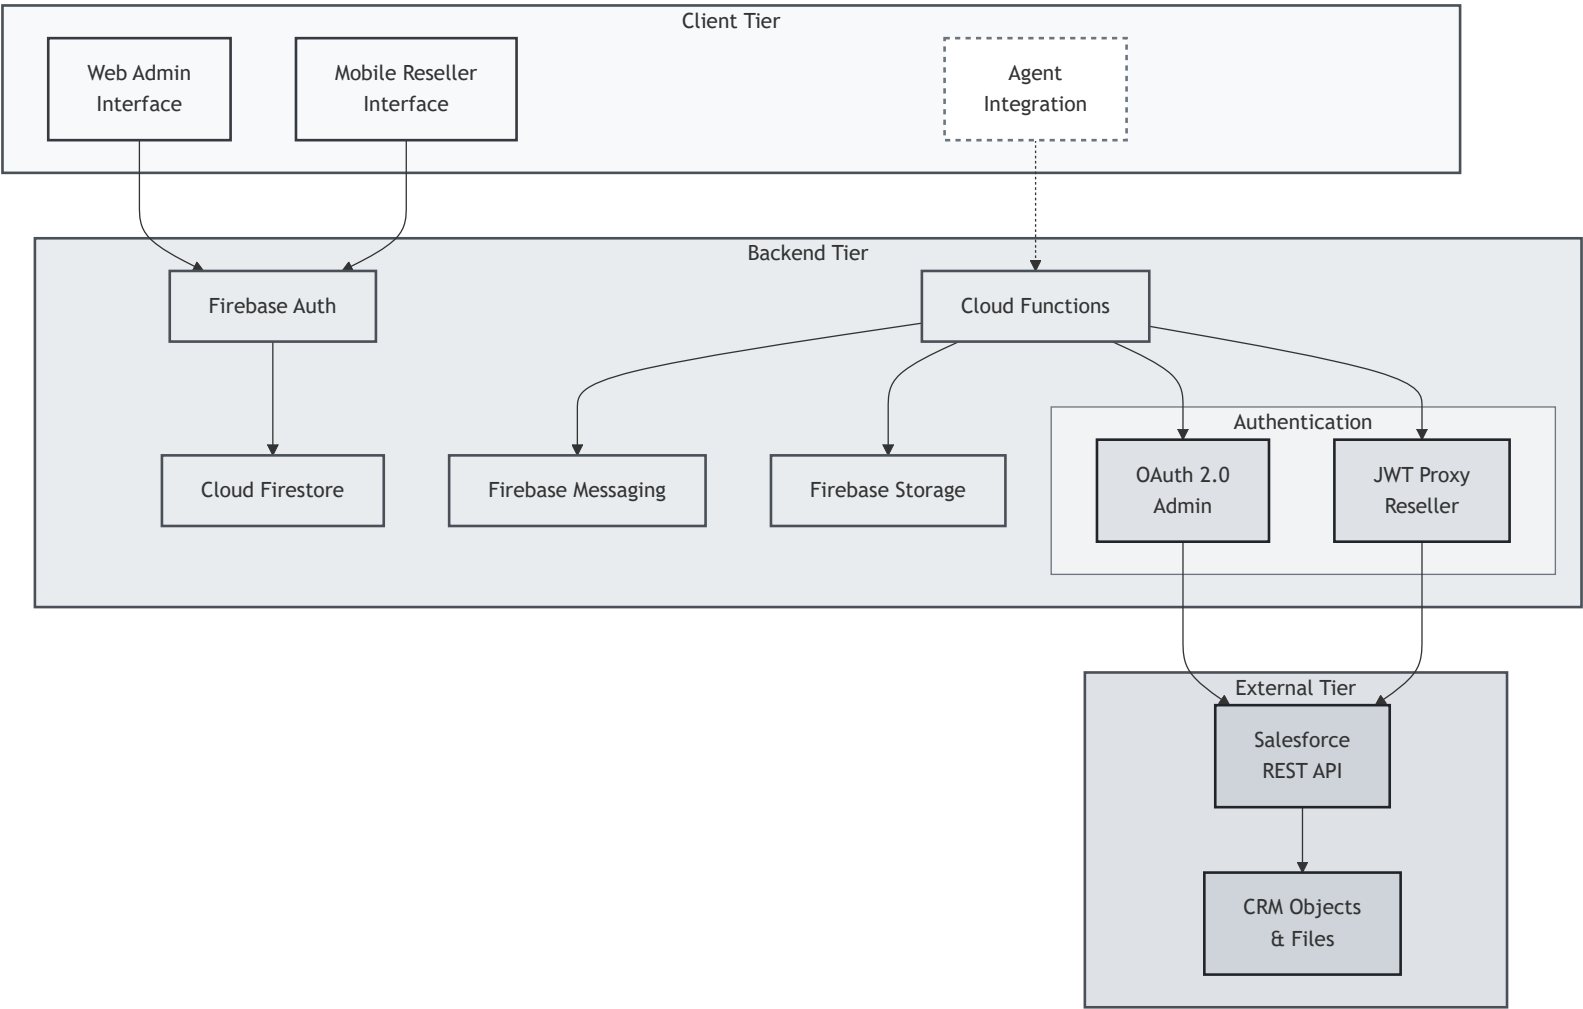 Client Tier
Web Admin
Interface
Mobile Reseller
Interface
Agent
Integration
Backend Tier
Firebase Auth
Cloud Functions
Cloud Firestore
Firebase Messaging
Firebase Storage
Authentication
OAuth 2.0
Admin
JWT Proxy
Reseller
External Tier
Salesforce
REST API
CRM Objects
& Files